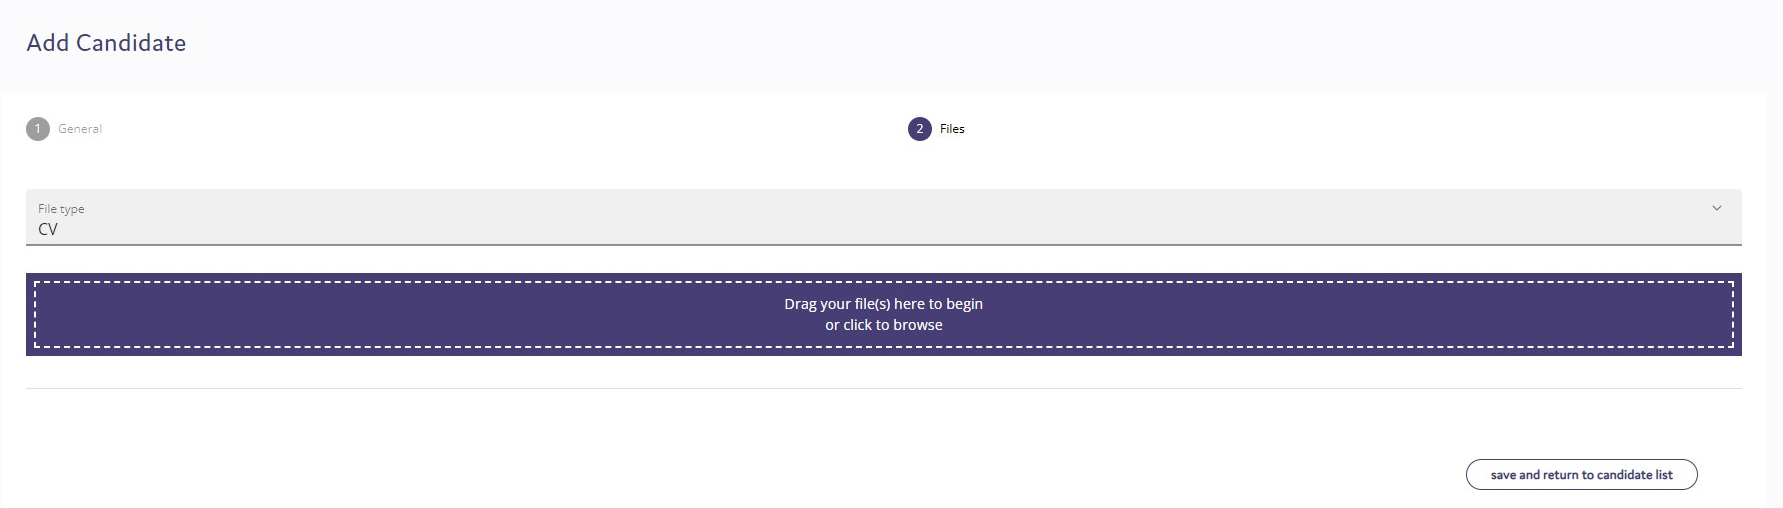 Add Candidate
1 General
2 Files
File type
CV
Drag your file(s) here to begin
or click to browse
save and return to candidate list